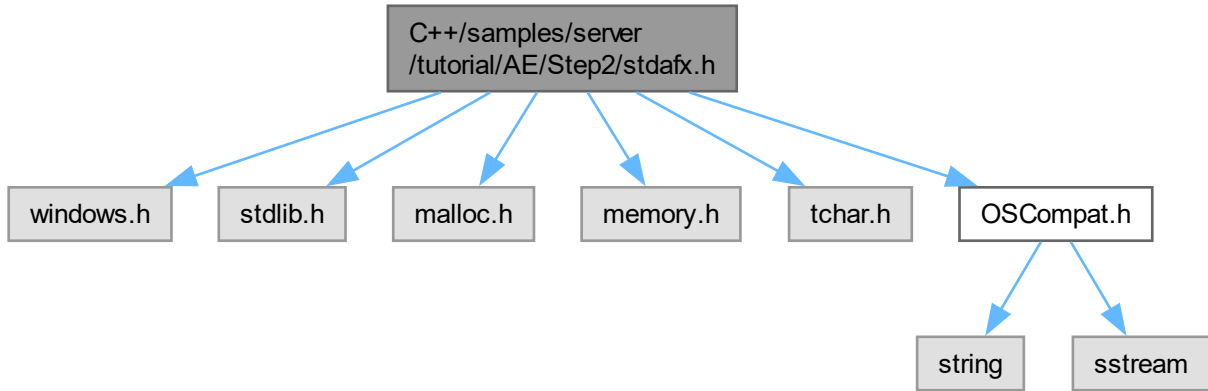 C++/samples/server
/tutorial/AE/Step2/stdafx.h
windows.h
stdlib.h
malloc.h
memory.h
tchar.h
OSCompat.h
string
sstream